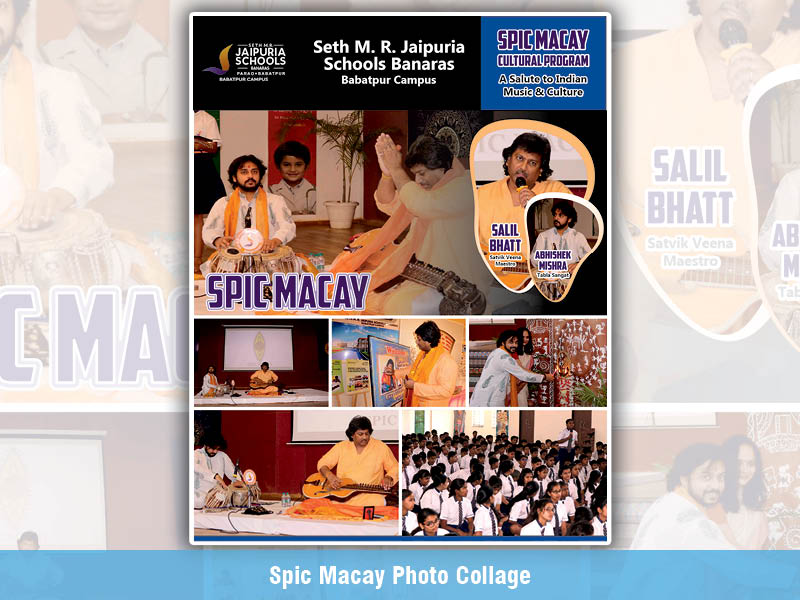 SETH M.R.
JAIPURIA
SCHOOLS
BANARAS
PARAO•BABATPUR
BABATPUR CAMPUS
Seth M. R. Jaipuria
Schools Banaras
Babatpur Campus
SPIC MACAY
CULTURAL PROGRAM
A Salute to Indian
Music & Culture
SALIL
BHATT
Satvik Veena
Maestro
ABHISHEK
MISHRA
Tabla Sangat
SPIC MACAY
SALIL
BHATT
Satvik Veena
Maestro
C MAC
Spic Macay Photo Collage